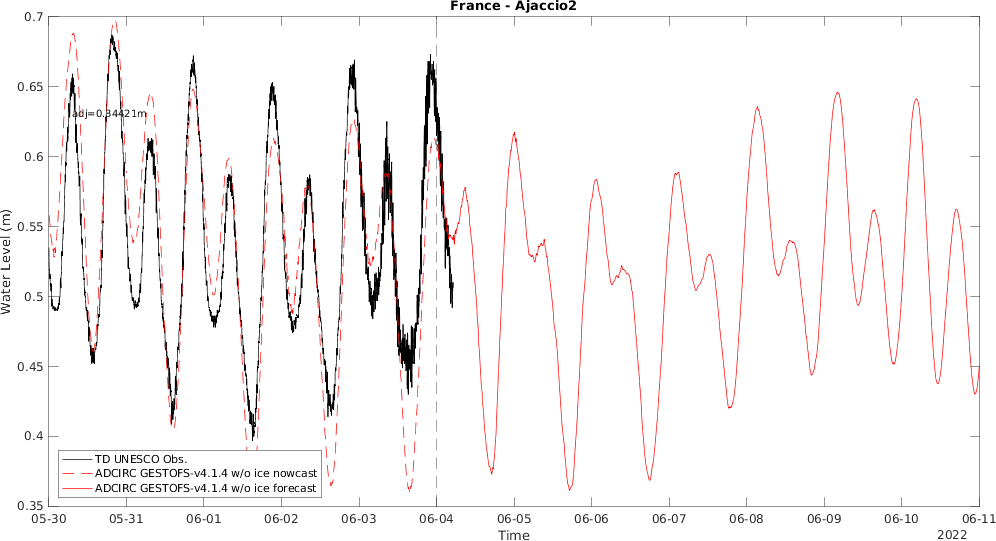 France - Ajaccio2
0.7
0.65
0.6
0.55
0.5
0.45
0.4
0.35
Water Level (m)
adj=0.34421m
TD UNESCO Obs.
ADCIRC GESTOFS-v4.1.4 w/o ice nowcast
ADCIRC GESTOFS-v4.1.4 w/o ice forecast
05-30 05-31 06-01 06-02 06-03 06-04 06-05 06-06 06-07 06-08 06-09 06-10 06-11
Time
2022